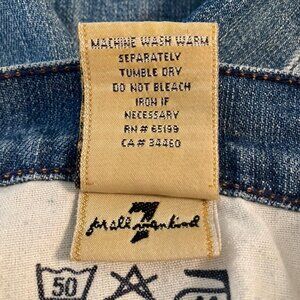 MACHINE WASH WARM
SEPARATELY
TUMBLE DRY
DO NOT BLEACH
IRON IF
NECESSARY
RN# 65199
CA# 34460
7
for all mankind
50